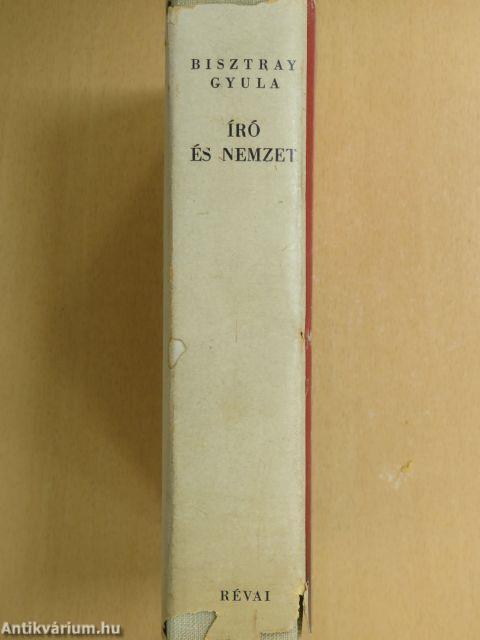 BISZTRAY
GYULA
ÍRÓ
ÉS NEMZET
RÉVAI
Antikvárium.hu